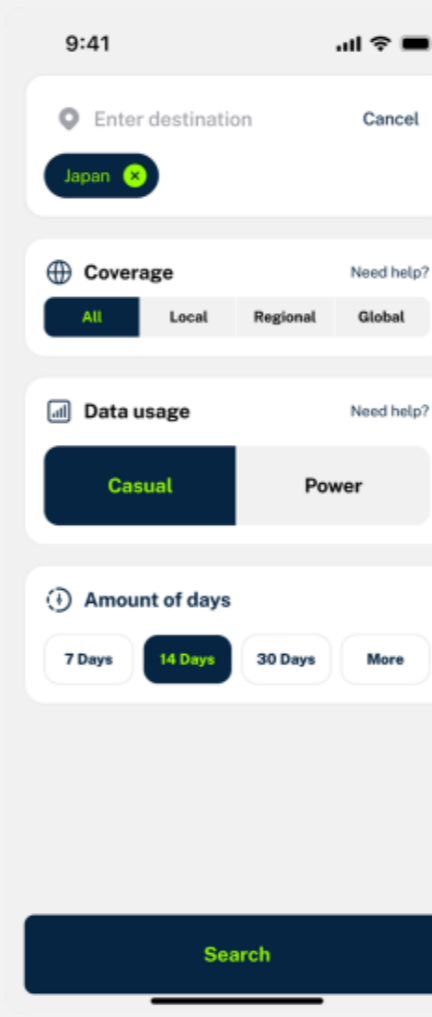 9:41
Enter destination Cancel
Japan
Coverage Need help?
All Local Regional Global
Data usage Need help?
Casual Power
Amount of days
7 Days 14 Days 30 Days More
Search